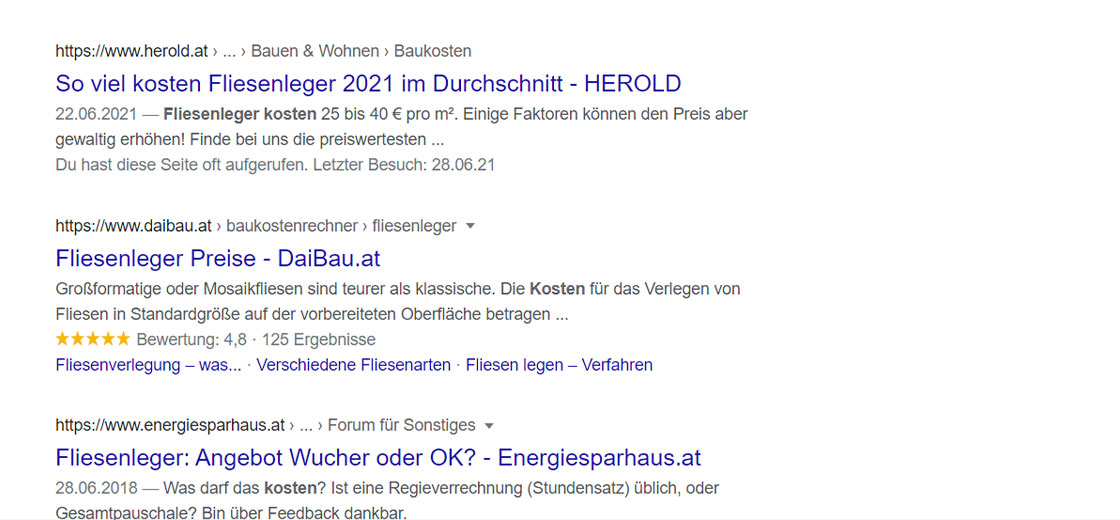 https://www.herold.at › ... › Bauen & Wohnen › Baukosten
So viel kosten Fliesenleger 2021 im Durchschnitt - HEROLD
22.06.2021 — Fliesenleger kosten 25 bis 40 € pro m². Einige Faktoren können den Preis aber
gewaltig erhöhen! Finde bei uns die preiswertesten ...
Du hast diese Seite oft aufgerufen. Letzter Besuch: 28.06.21
https://www.daibau.at › baukostenrechner › fliesenleger
Fliesenleger Preise - DaiBau.at
Großformatige oder Mosaikfliesen sind teurer als klassische. Die Kosten für das Verlegen von
Fliesen in Standardgröße auf der vorbereiteten Oberfläche betragen ...
★★★★★ Bewertung: 4,8 · 125 Ergebnisse
Fliesenverlegung – was... · Verschiedene Fliesenarten · Fliesen legen – Verfahren
https://www.energiesparhaus.at › ... › Forum für Sonstiges
Fliesenleger: Angebot Wucher oder OK? - Energiesparhaus.at
28.06.2018 — Was darf das kosten? Ist eine Regieverrechnung (Stundensatz) üblich, oder
Gesamtpauschale? Bin über Feedback dankbar.